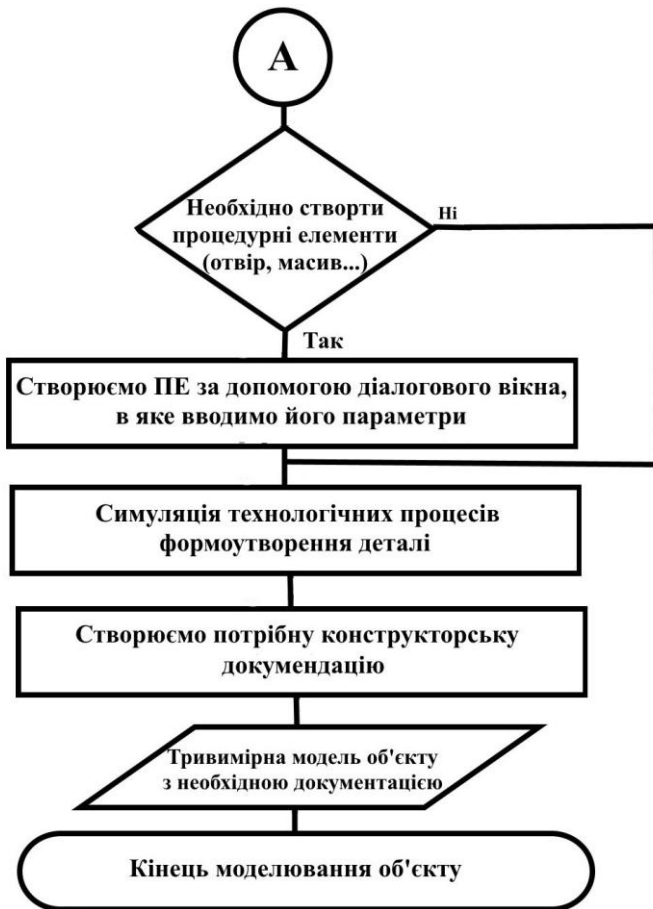 А
Необхідно створти
процедурні елементи
(отвір, масив...)
Ні
Так
Створюємо ПЕ за допомогою діалогового вікна,
в яке вводимо його параметри
Симуляція технологічних процесів
формоутворення деталі
Створюємо потрібну конструкторську
докумендацію
Тривимірна модель об'єкту
з необхідною документацією
Кінець моделювання об'єкту